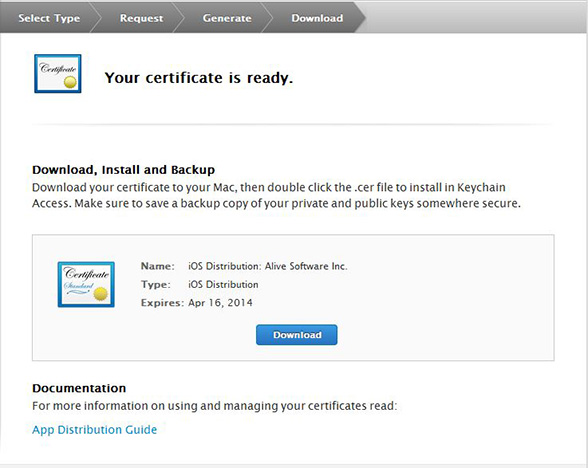 Select Type Request Generate Download
Certificate
Your certificate is ready.
Download, Install and Backup
Download your certificate to your Mac, then double click the .cer file to install in Keychain
Access. Make sure to save a backup copy of your private and public keys somewhere secure.
Certificate
Standard
Name: iOS Distribution: Alive Software Inc.
Type: iOS Distribution
Expires: Apr 16, 2014
Download
Documentation
For more information on using and managing your certificates read:
App Distribution Guide